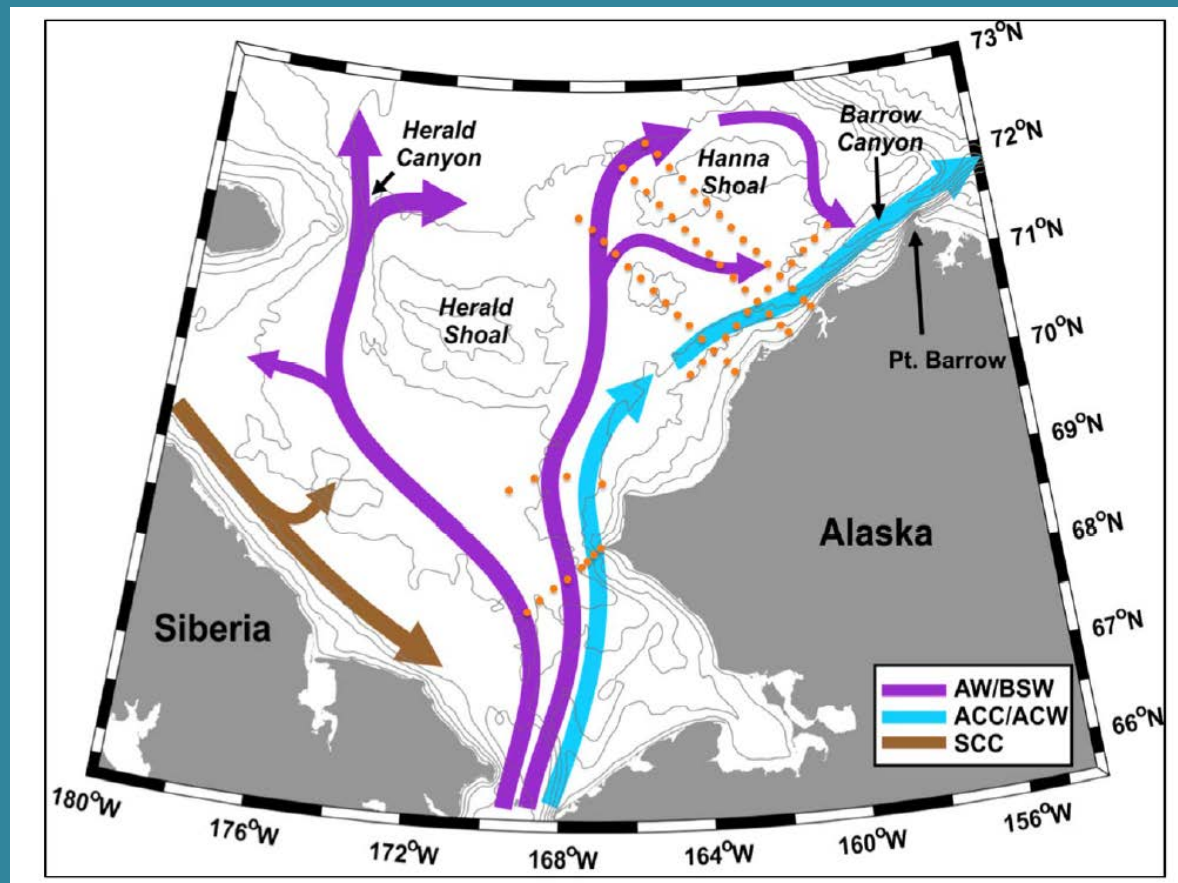 73°N
72°N
71°N
70°N
69°N
68°N
67°N
66°N
Herald
Canyon
Hanna
Shoal
Barrow
Canyon
Herald
Shoal
Pt. Barrow
Alaska
Siberia
AW/BSW
ACC/ACW
SCC
180°W
176°W
172°W
168°W
164°W
160°W
156°W